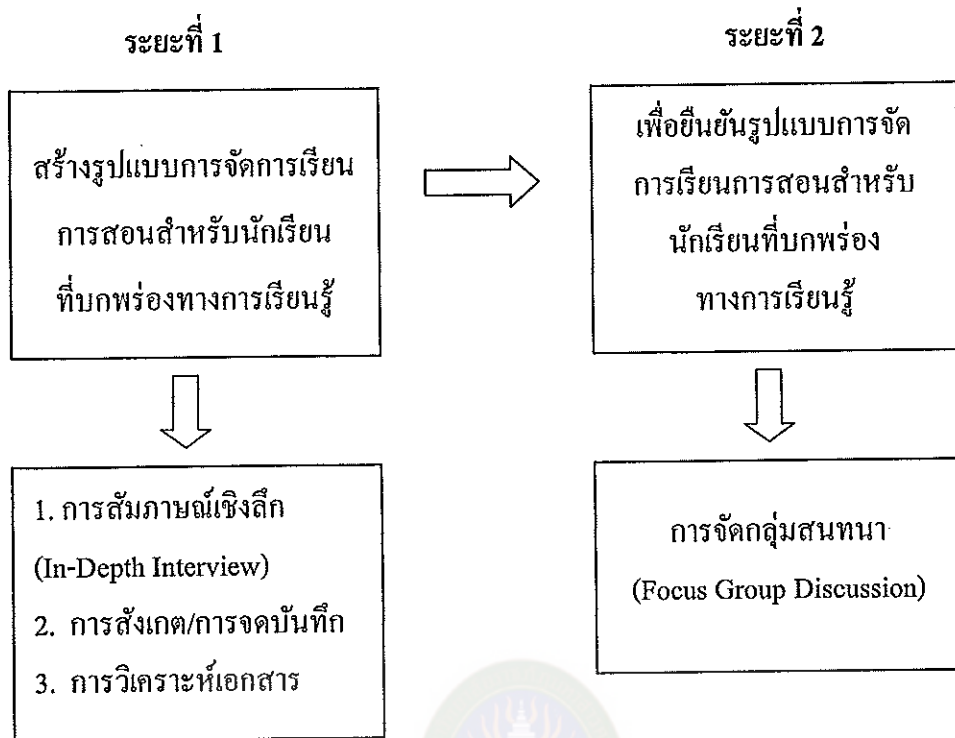 ระยะที่ 1
สร้างรูปแบบการจัดการเรียน
การสอนสำหรับนักเรียน
ที่บกพร่องทางการเรียนรู้
1. การสัมภาษณ์เชิงลึก
(In-Depth Interview)
2. การสังเกต/การจดบันทึก
3. การวิเคราะห์เอกสาร
ระยะที่ 2
เพื่อยืนยันรูปแบบการจัด
การเรียนการสอนสำหรับ
นักเรียนที่บกพร่อง
ทางการเรียนรู้
การจัดกลุ่มสนทนา
(Focus Group Discussion)